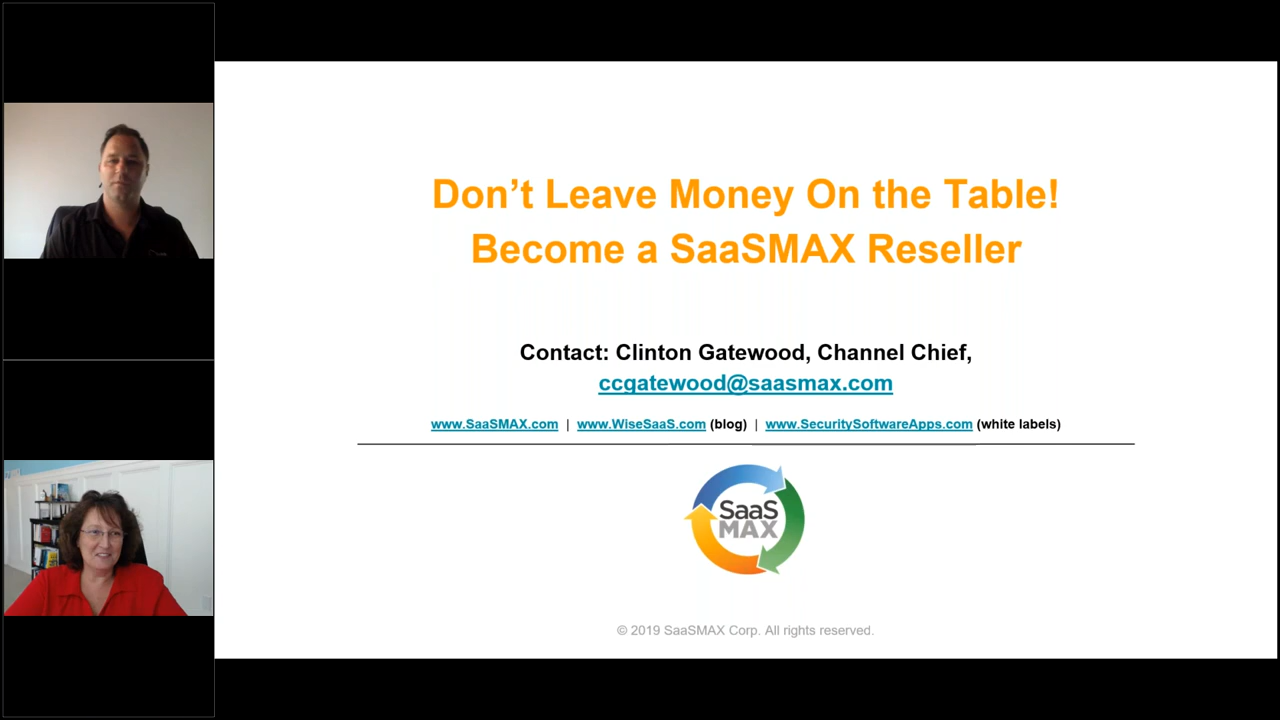 Don’t Leave Money On the Table!
Become a SaaSMAX Reseller
Contact: Clinton Gatewood, Channel Chief,
ccgatewood@saasmax.com
www.SaaSMAX.com | www.WiseSaaS.com (blog) | www.SecuritySoftwareApps.com (white labels)
SaaS
MAX
© 2019 SaaSMAX Corp. All rights reserved.